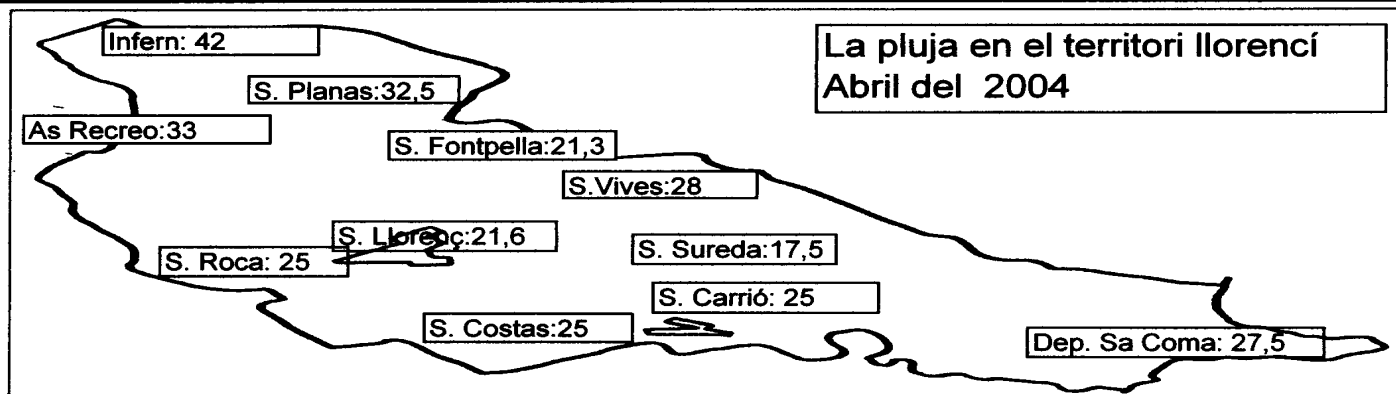 La pluja en el territori llorencí
Abril del 2004
Infern: 42
S. Planas:32,5
As Recreo:33
S. Fontpella:21,3
S.Vives:28
S. Llorenç:21,6
S. Roca: 25
S. Sureda:17,5
S. Carrió: 25
S. Costas:25
Dep. Sa Coma: 27,5